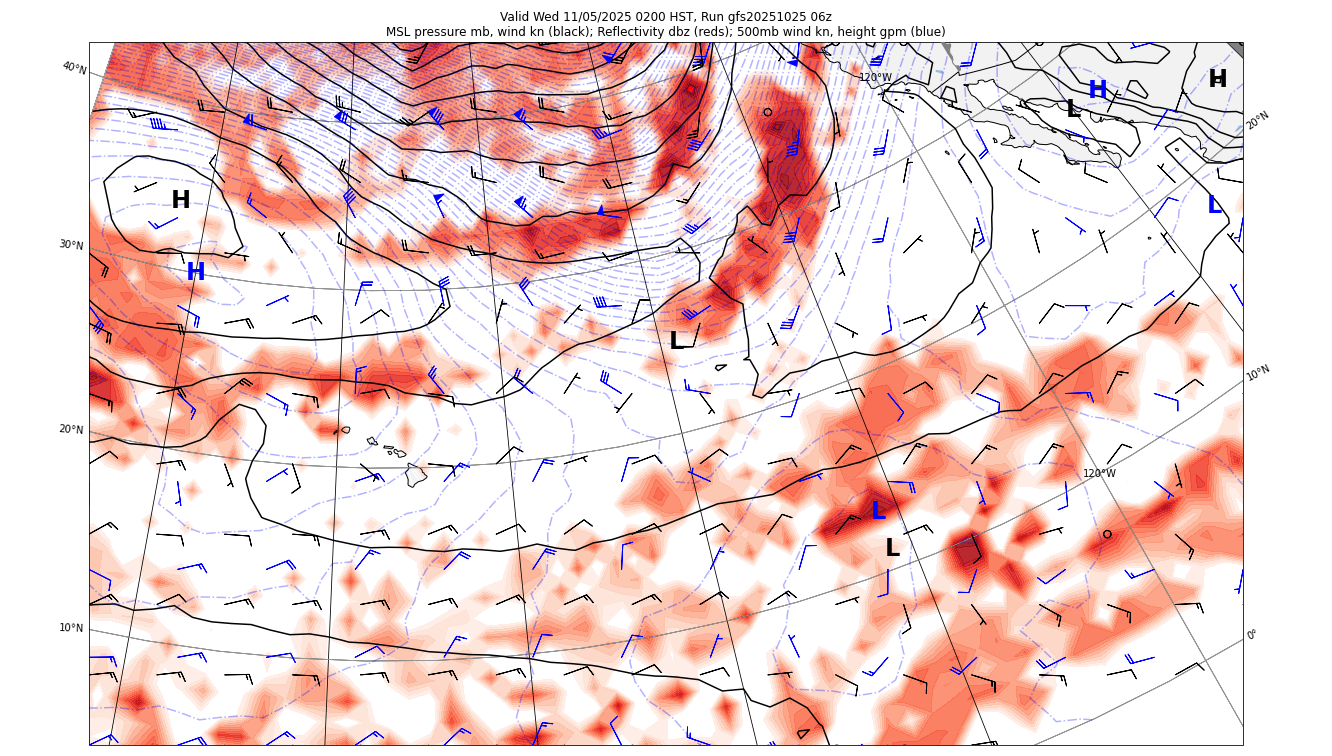 Valid Wed 11/05/2025 0200 HST, Run gfs20251025 06z
MSL pressure mb, wind kn (black); Reflectivity dbz (reds); 500mb wind kn, height gpm (blue)
40°N
120°W
H
H
L
20°N
H
L
30°N
H
L
10°N
20°N
120°W
L
L
10°N
0°